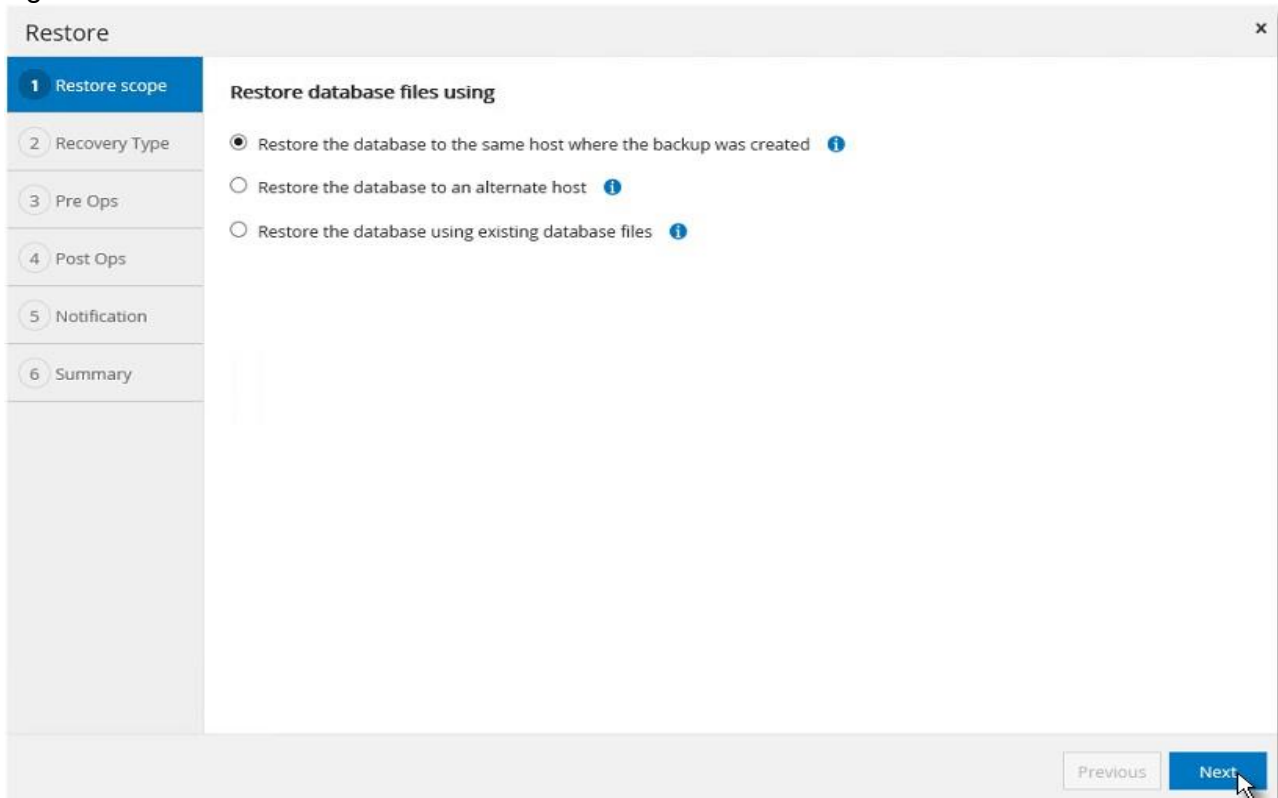 Restore
x
1 Restore scope
2 Recovery Type
3 Pre Ops
4 Post Ops
5 Notification
6 Summary
Restore database files using
Restore the database to the same host where the backup was created i
Restore the database to an alternate host i
Restore the database using existing database files i
Previous
Next